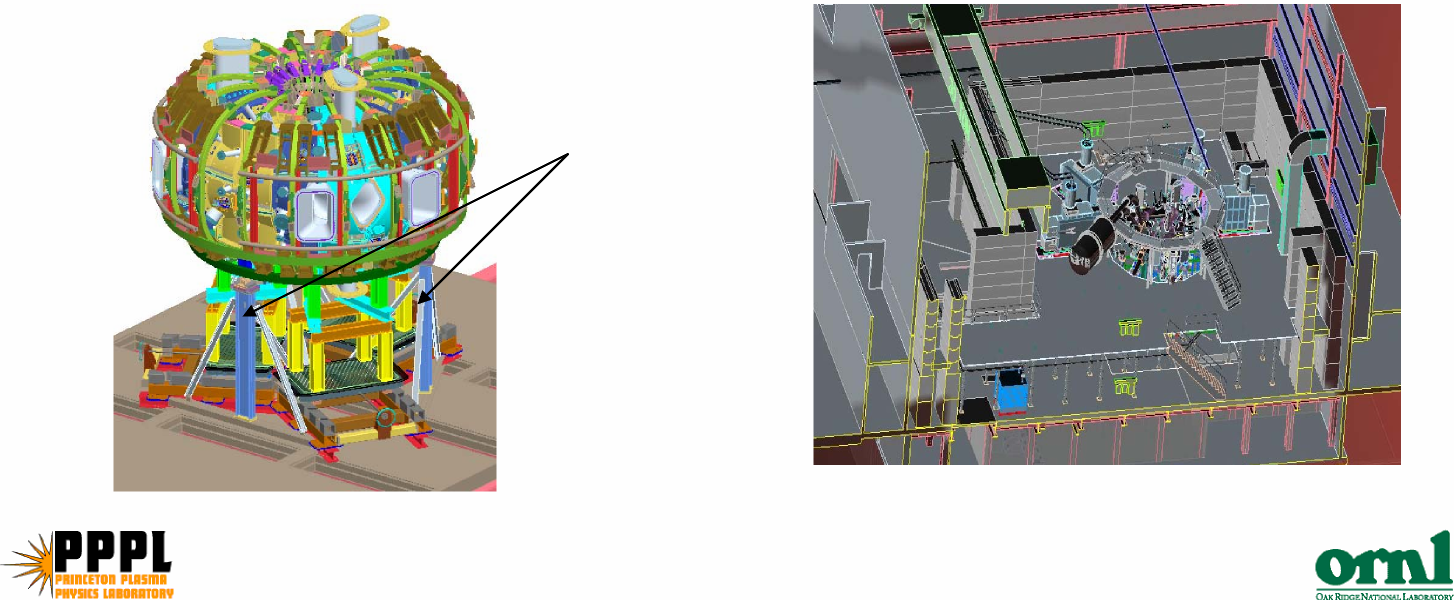 PPPL
PRINCETON PLASMA
PHYSICS LABORATORY
ornl
OAK RIDGE NATIONAL LABORATORY